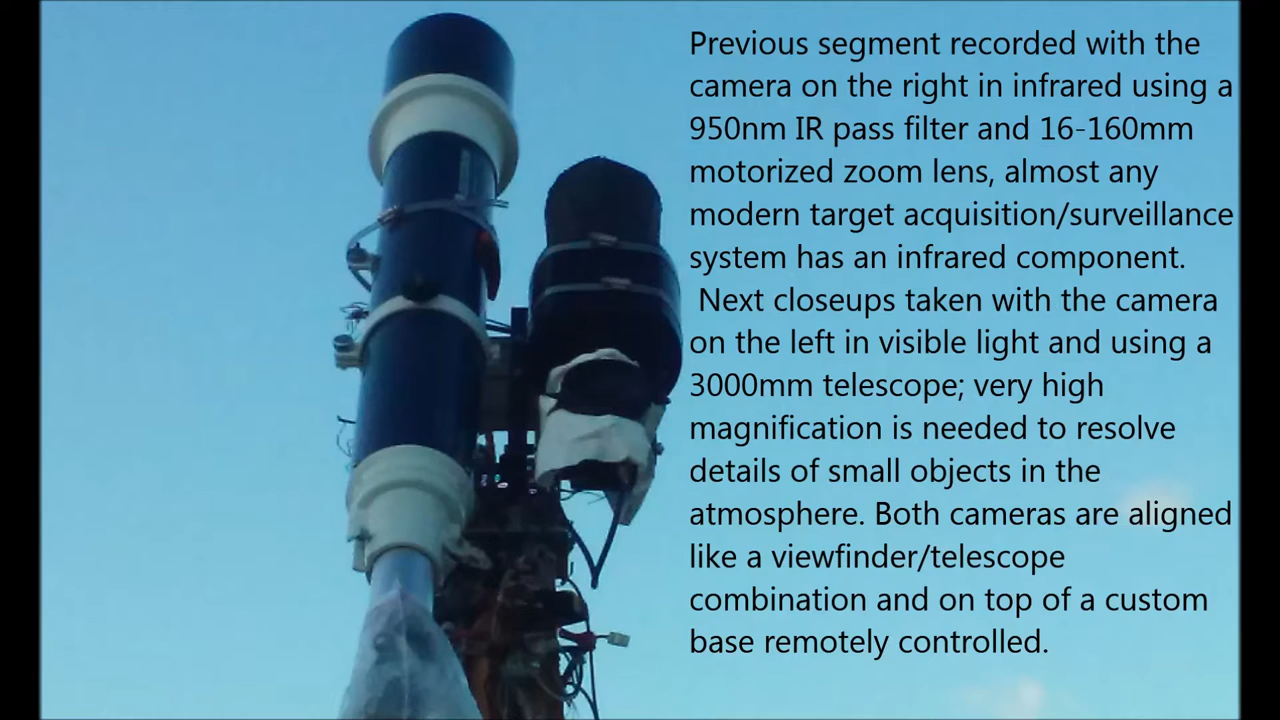 Previous segment recorded with the
camera on the right in infrared using a
950nm IR pass filter and 16-160mm
motorized zoom lens, almost any
modern target acquisition/surveillance
system has an infrared component.
Next closeups taken with the camera
on the left in visible light and using a
3000mm telescope; very high
magnification is needed to resolve
details of small objects in the
atmosphere. Both cameras are aligned
like a viewfinder/telescope
combination and on top of a custom
base remotely controlled.